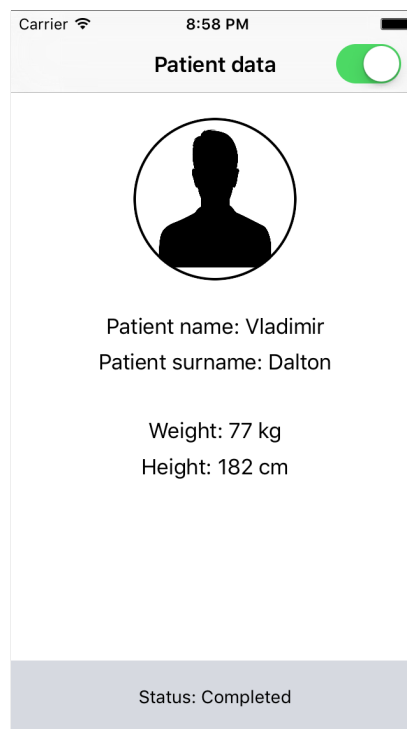 Carrier 8:58 PM
Patient data
Patient name: Vladimir
Patient surname: Dalton
Weight: 77 kg
Height: 182 cm
Status: Completed